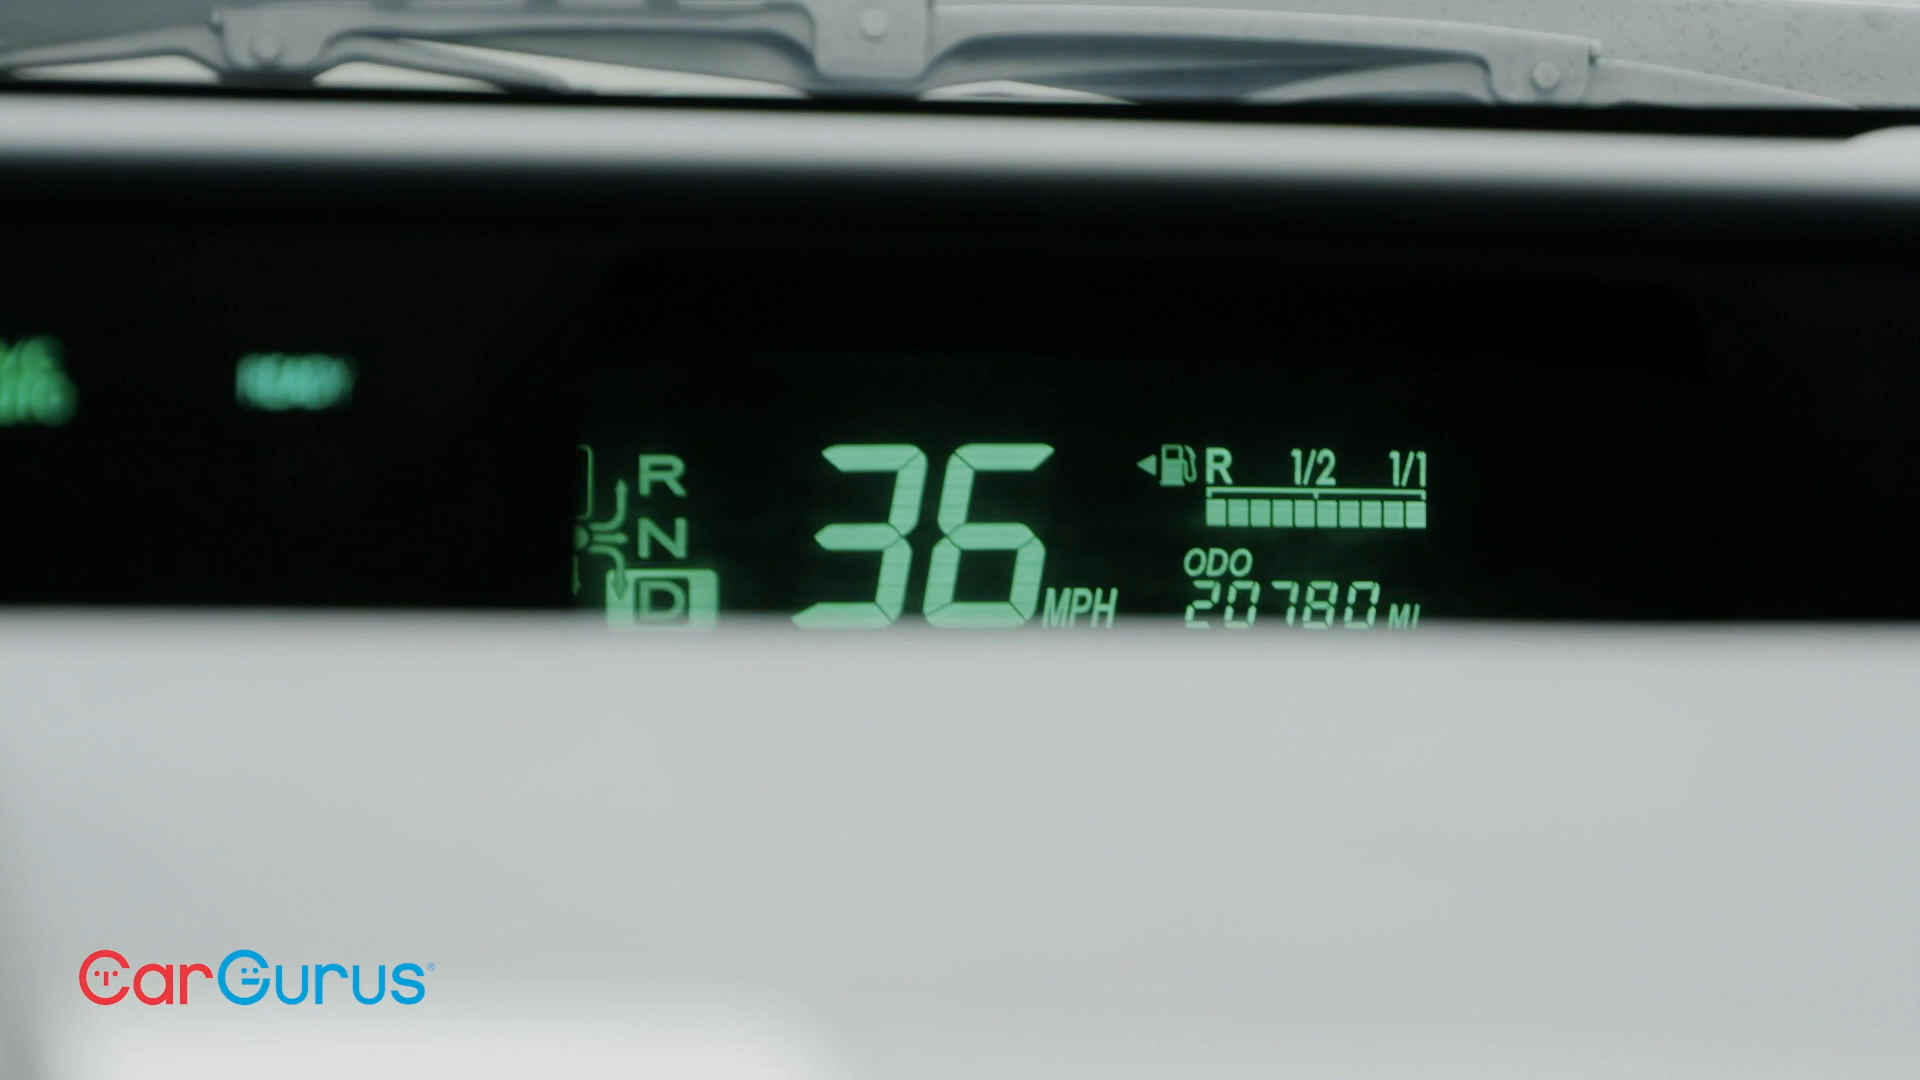 READY
R
N
D
36 MPH
R 1/2 1/1
ODO
20780 MI
CarGurus®